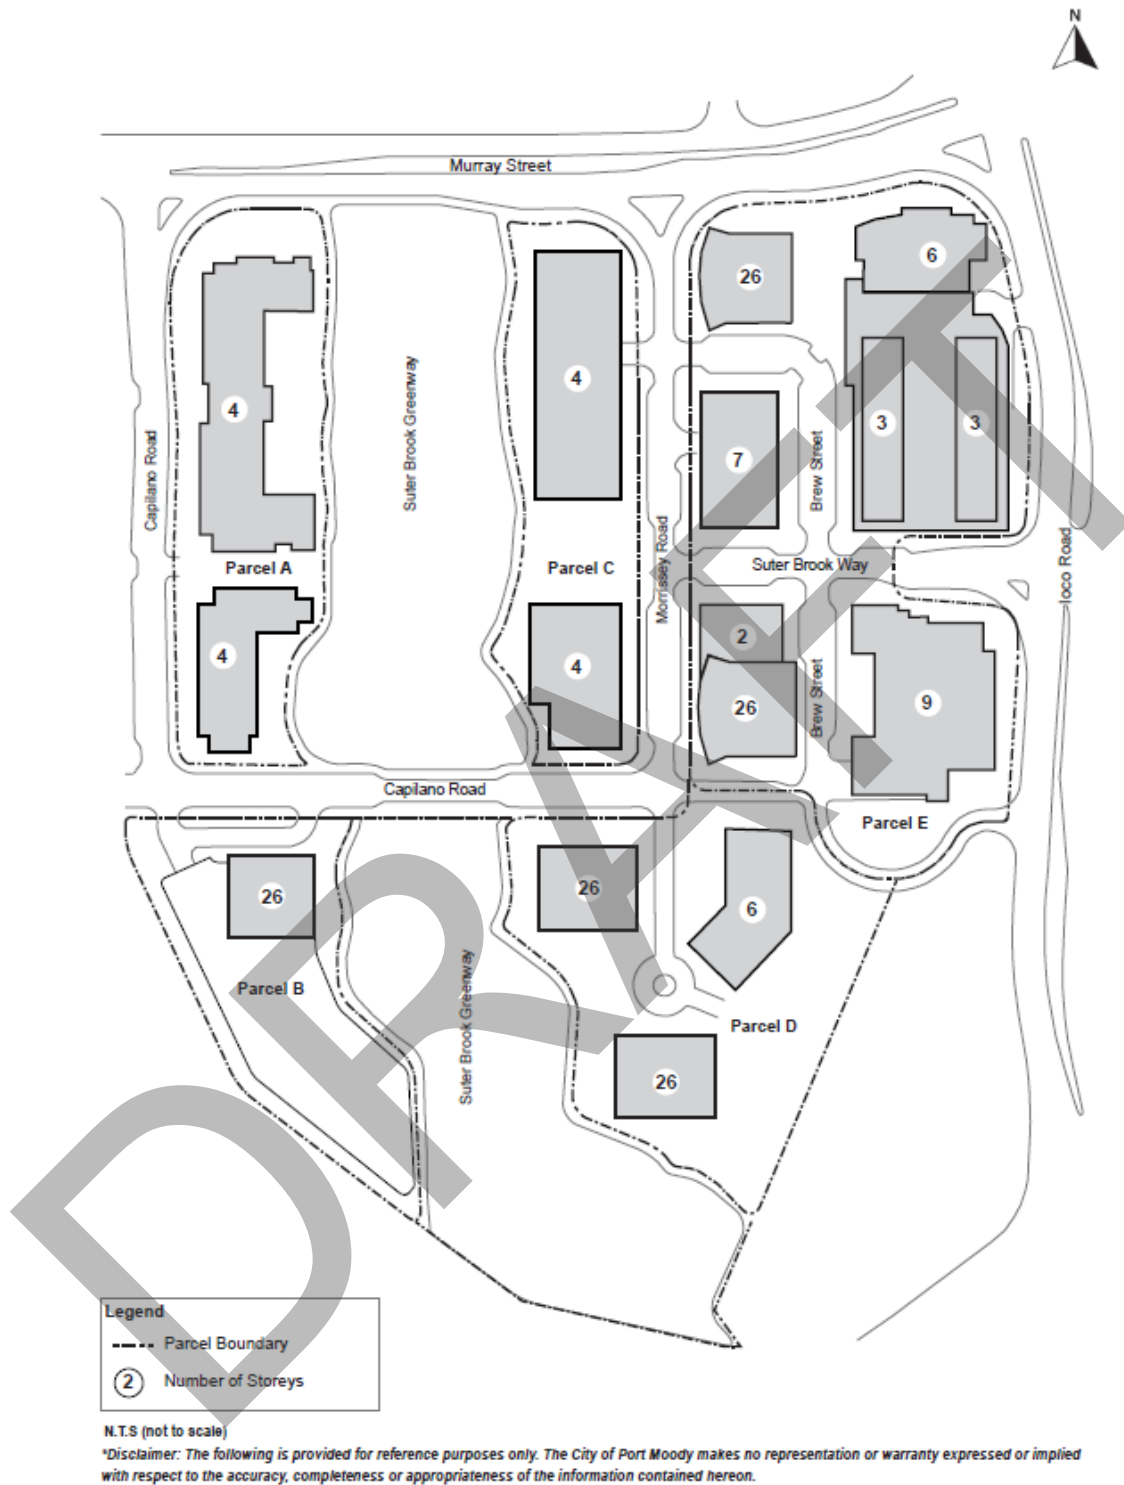 N
Murray Street
26
6
Suter Brook Greenway
4
4
3
3
Capilano Road
7
Brew Street
Morrissey Road
Parcel A
Parcel C
Suter Brook Way
Ioco Road
4
4
2
26
Brew Street
9
Capilano Road
Parcel E
26
26
6
Parcel B
Suter Brook Greenway
Parcel D
26
DRAFT
Legend
Parcel Boundary
2 Number of Storeys
N.T.S (not to scale)
*Disclaimer: The following is provided for reference purposes only. The City of Port Moody makes no representation or warranty expressed or implied
with respect to the accuracy, completeness or appropriateness of the information contained hereon.